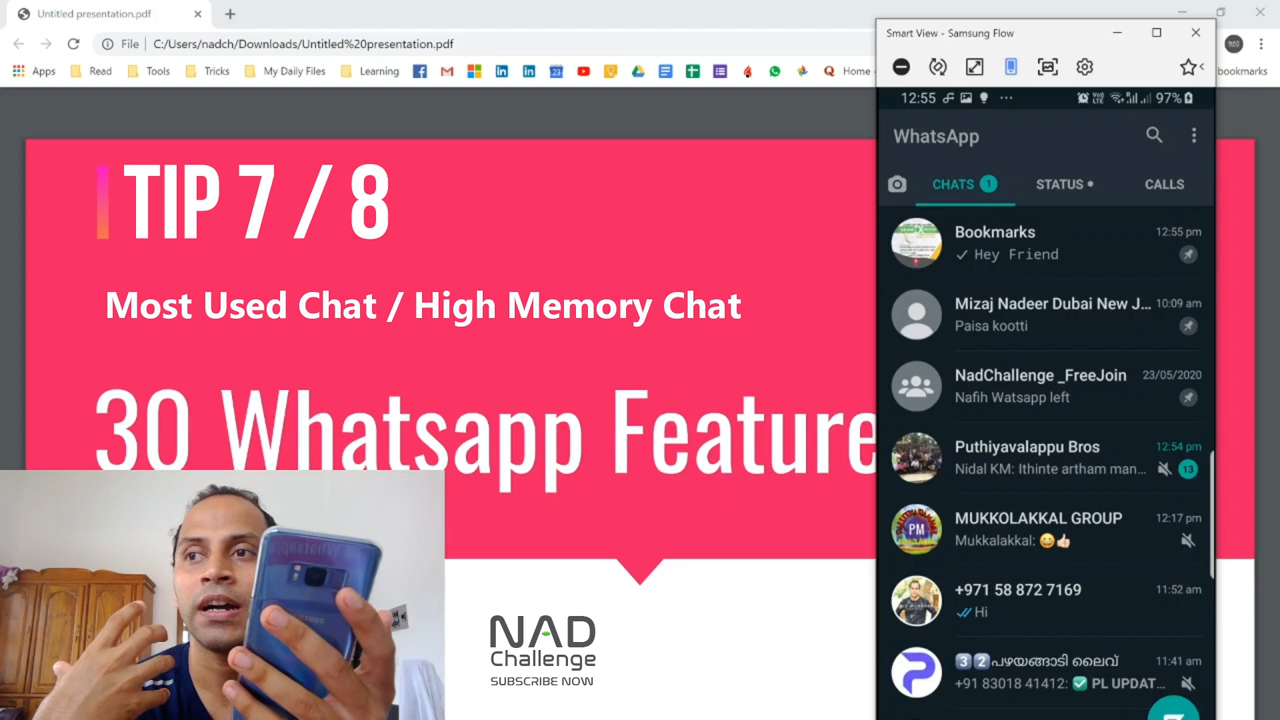 Untitled presentation.pdf
File C:/Users/nadch/Downloads/Untitled%20presentation.pdf
Apps Read Tools Tricks My Daily Files Learning Home bookmarks
TIP 7 / 8
Most Used Chat / High Memory Chat
30 Whatsapp Feature
NAD
Challenge
SUBSCRIBE NOW
SAMSUNG
Smart View - Samsung Flow
12:55 97%
WhatsApp
CHATS 1 STATUS CALLS
Bookmarks 12:55 pm
Hey Friend
Mizaj Nadeer Dubai New J... 10:09 am
Paisa kootti
NadChallenge _FreeJoin 23/05/2020
Nafih Watsapp left
Puthiyavalappu Bros 12:54 pm
Nidal KM: Ithinte artham man... 13
MUKKOLAKKAL GROUP 12:17 pm
PM
Mukkalakkal: 😄👍🏻
+971 58 872 7169 11:52 am
Hi
3️⃣2️⃣പഴയങ്ങാടി ലൈവ് 11:41 am
+91 83018 41412: ✅ PL UPDAT...